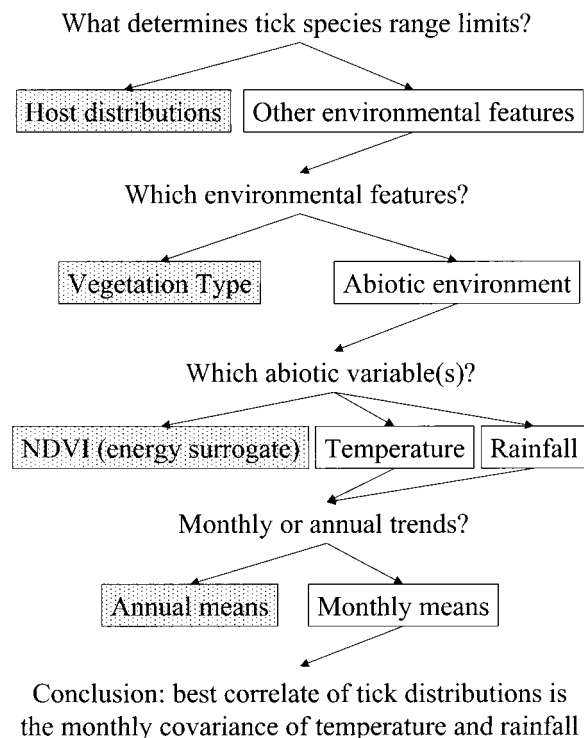 What determines tick species range limits?
Host distributions
Other environmental features
Which environmental features?
Vegetation Type
Abiotic environment
Which abiotic variable(s)?
NDVI (energy surrogate)
Temperature
Rainfall
Monthly or annual trends?
Annual means
Monthly means
Conclusion: best correlate of tick distributions is
the monthly covariance of temperature and rainfall